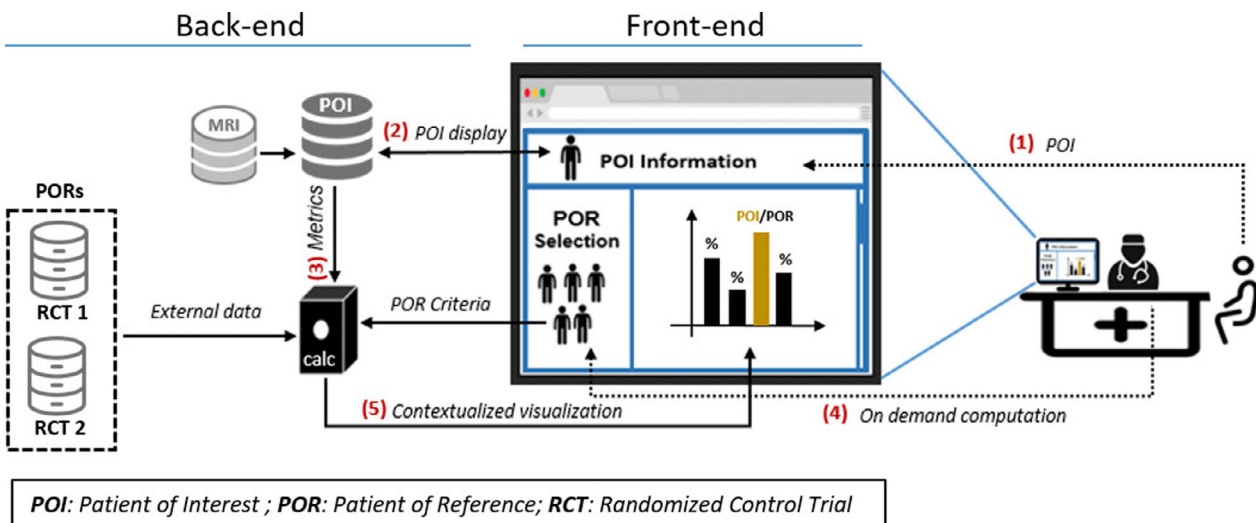 Back-end
Front-end
MRI
POI
(2) POI display
POI Information
(1) POI
PORs
RCT 1
RCT 2
External data
(3) Metrics
calc
POR Criteria
POR
Selection
POI/POR
%
%
%
(5) Contextualized visualization
(4) On demand computation
POI: Patient of Interest ; POR: Patient of Reference; RCT: Randomized Control Trial